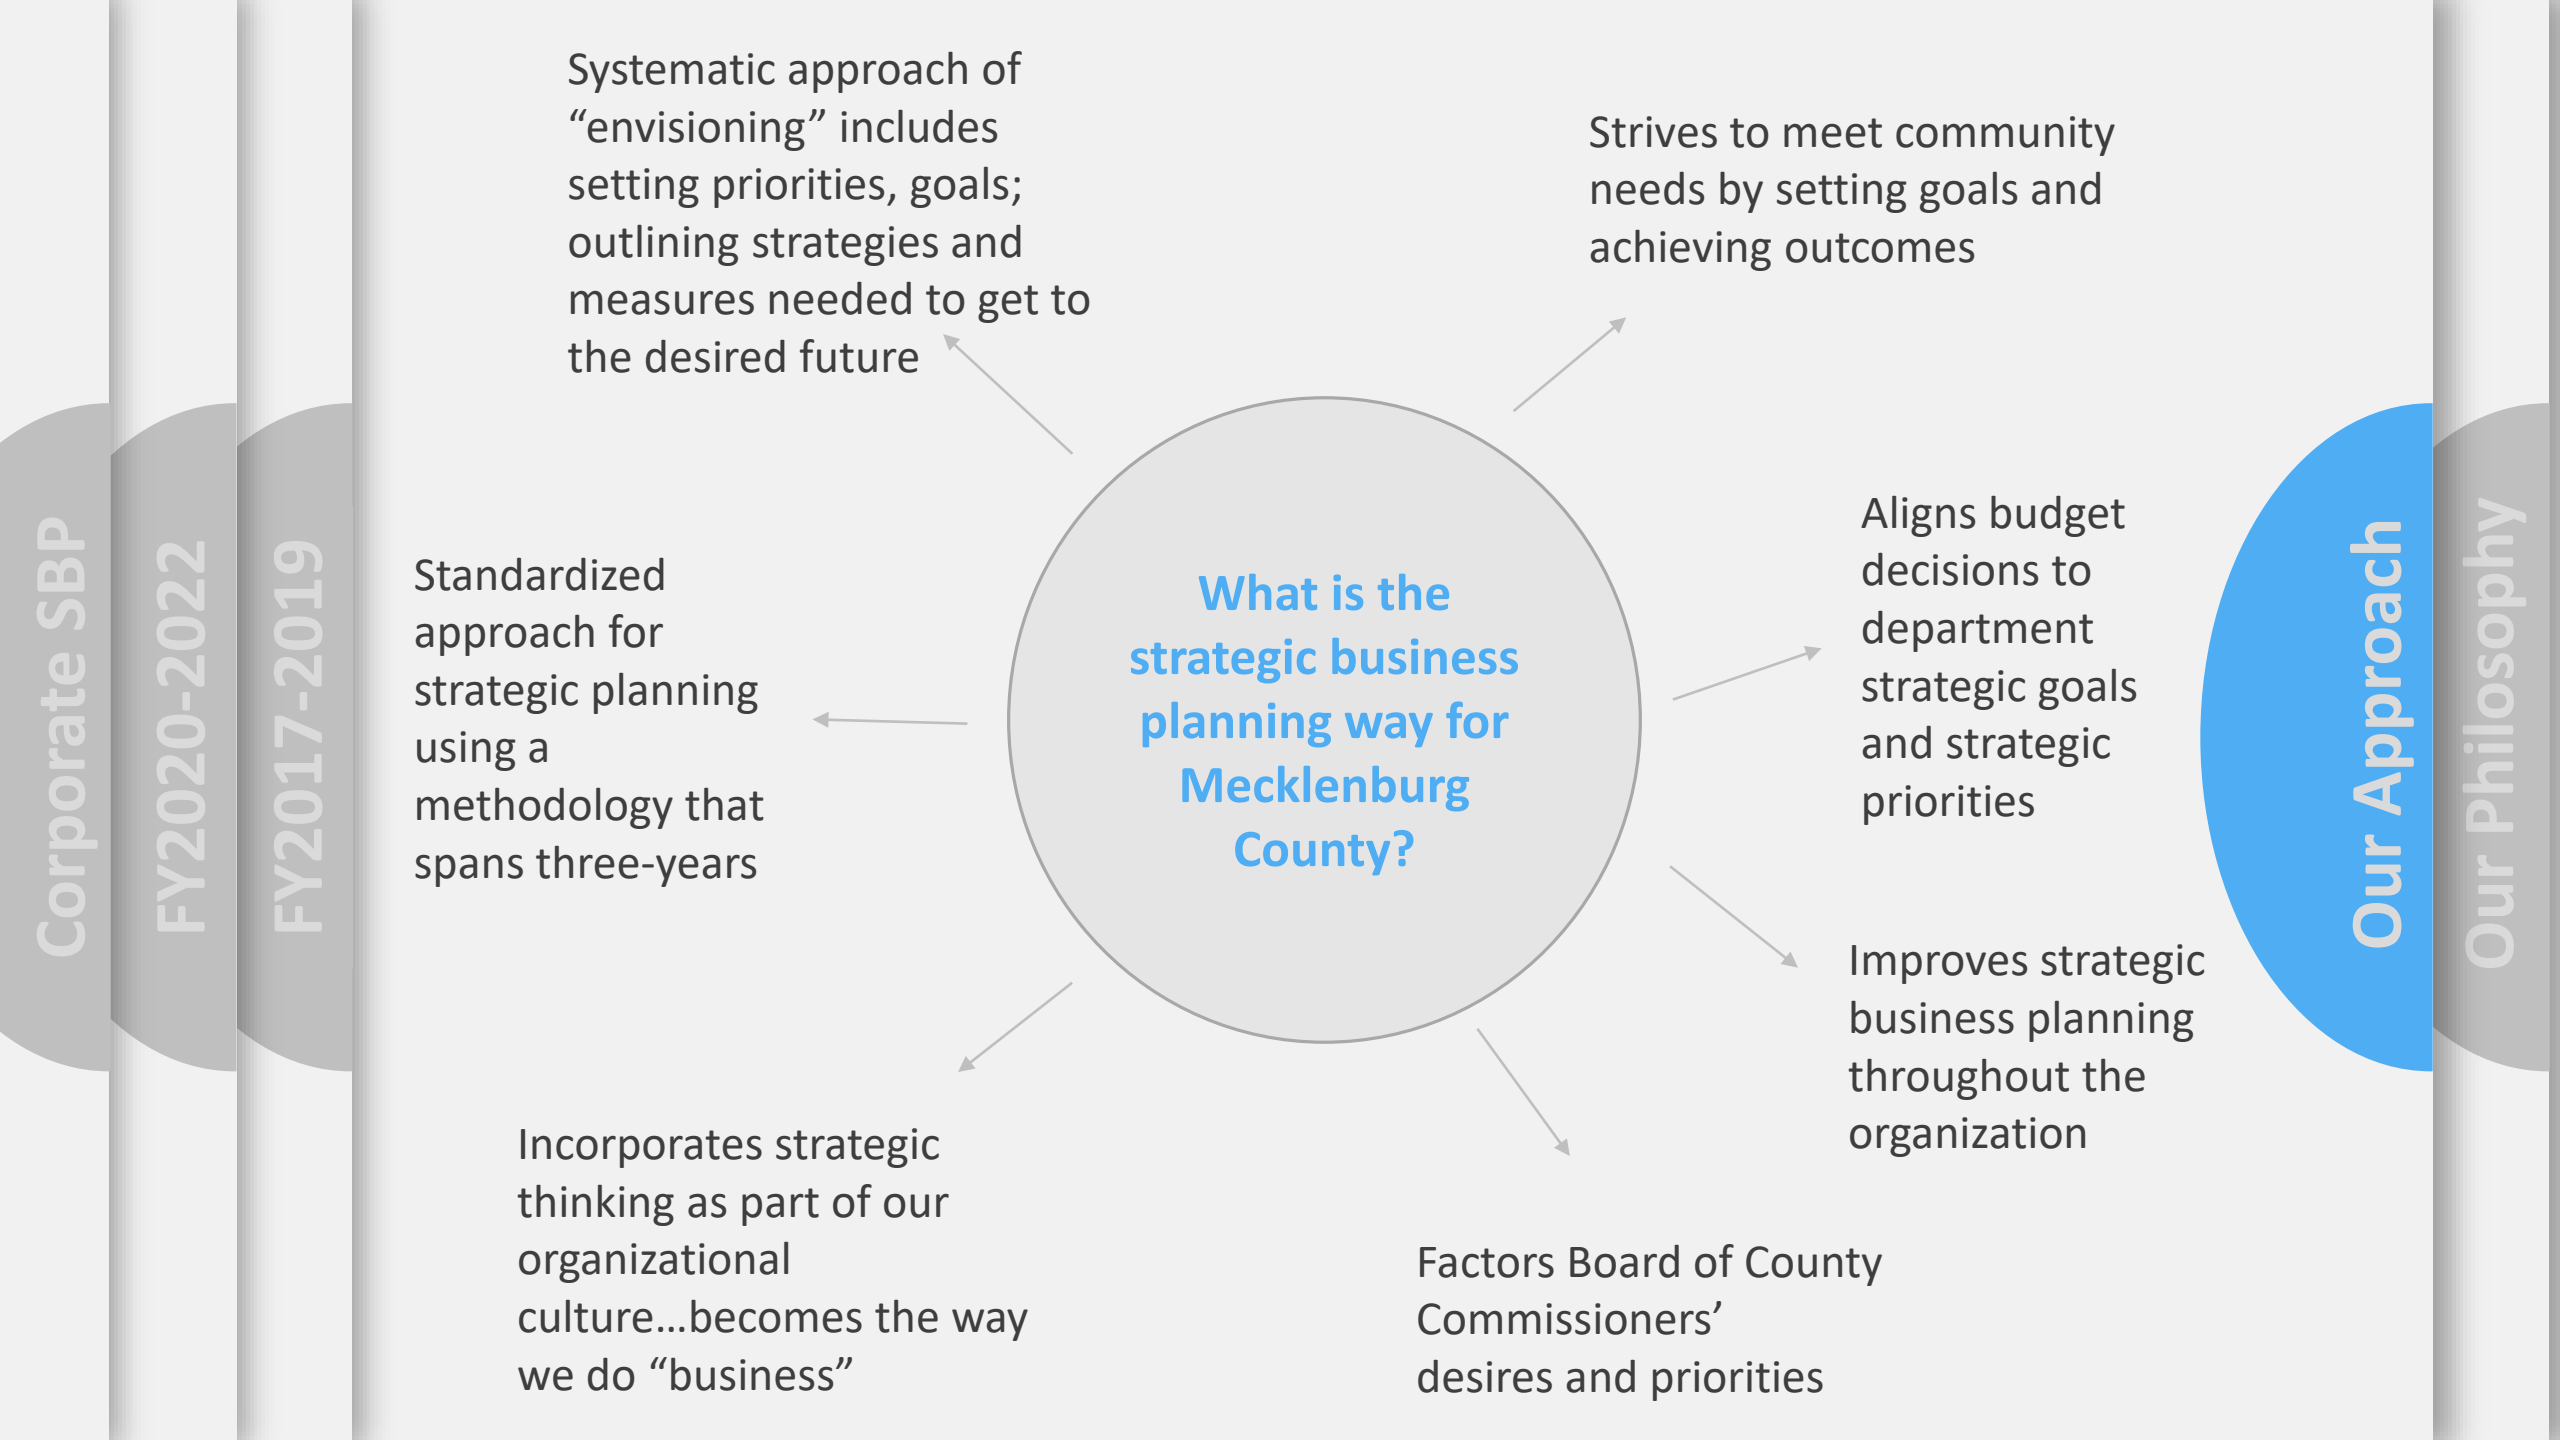 Corporate SBP
FY2020-2022
FY2017-2019
Systematic approach of
“envisioning” includes
setting priorities, goals;
outlining strategies and
measures needed to get to
the desired future
Strives to meet community
needs by setting goals and
achieving outcomes
Standardized
approach for
strategic planning
using a
methodology that
spans three-years
What is the
strategic business
planning way for
Mecklenburg
County?
Aligns budget
decisions to
department
strategic goals
and strategic
priorities
Improves strategic
business planning
throughout the
organization
Incorporates strategic
thinking as part of our
organizational
culture…becomes the way
we do “business”
Factors Board of County
Commissioners’
desires and priorities
Our Approach
Our Philosophy